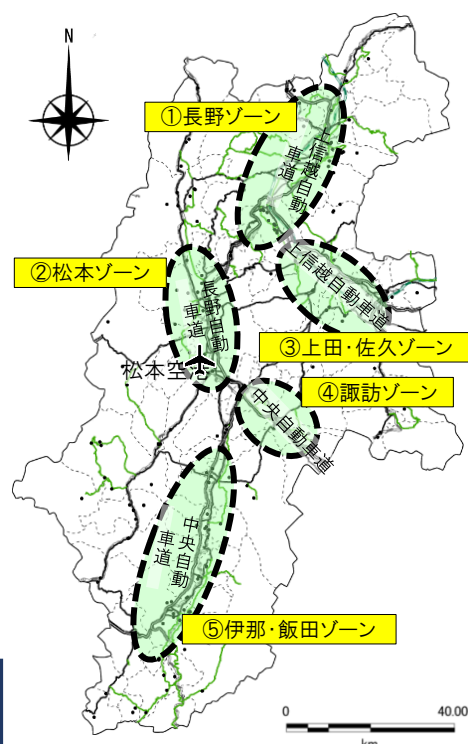 N
①長野ゾーン
上信越自動
車道
②松本ゾーン
長野自動
車道
上信越自動車道
松本空港
③上田・佐久ゾーン
④諏訪ゾーン
中央自動車道
中央自動
車道
⑤伊那・飯田ゾーン
0
40.00
km